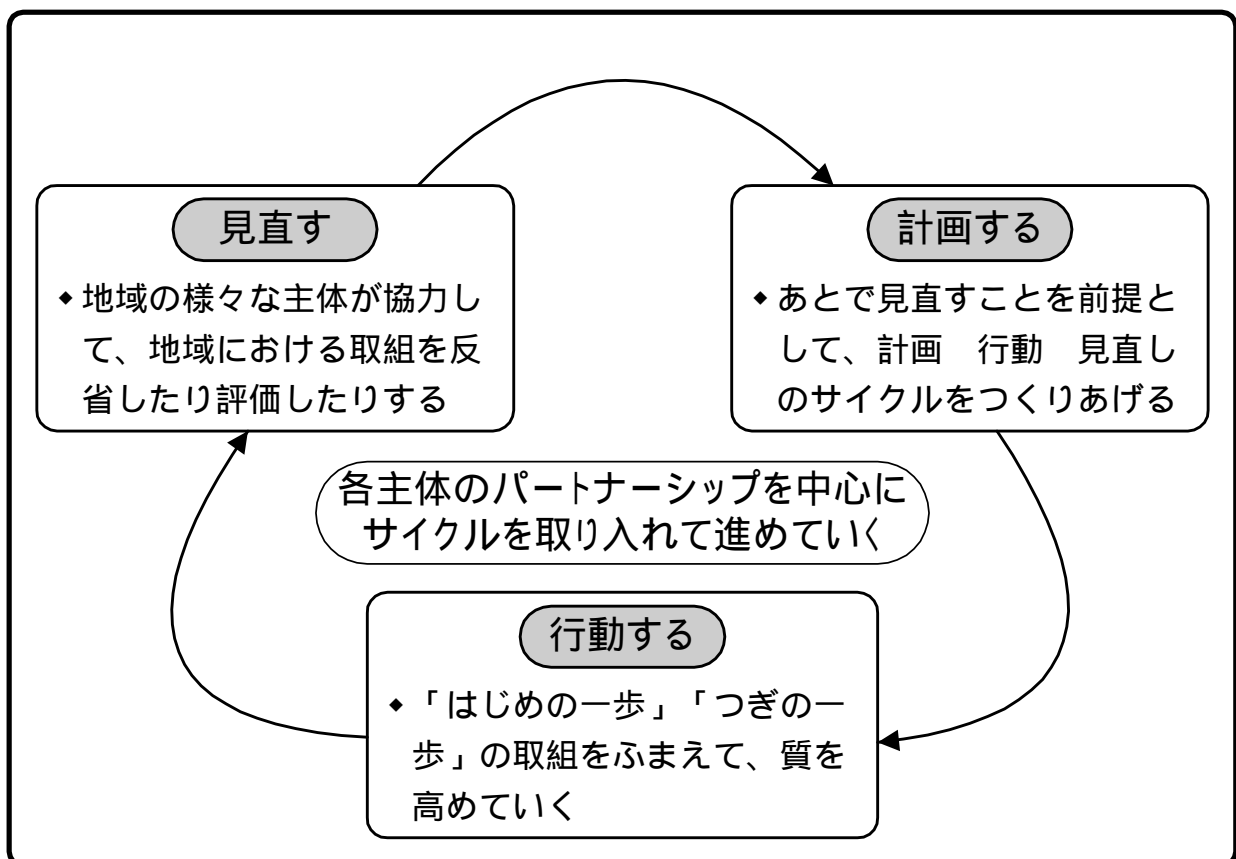 見直す
◆地域の様々な主体が協力し
て、地域における取組を反
省したり評価したりする
計画する
◆あとで見直すことを前提と
して、計画　行動　見直し
のサイクルをつくりあげる
各主体のパートナーシップを中心に
サイクルを取り入れて進めていく
行動する
◆「はじめの一歩」「つぎの一
歩」の取組をふまえて、質を
高めていく